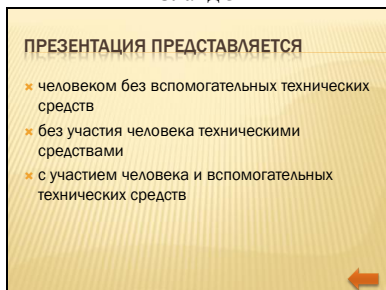 ПРЕЗЕНТАЦИЯ ПРЕДСТАВЛЯЕТСЯ
человеком без вспомогательных технических
средств
без участия человека техническими
средствами
с участием человека и вспомогательных
технических средств